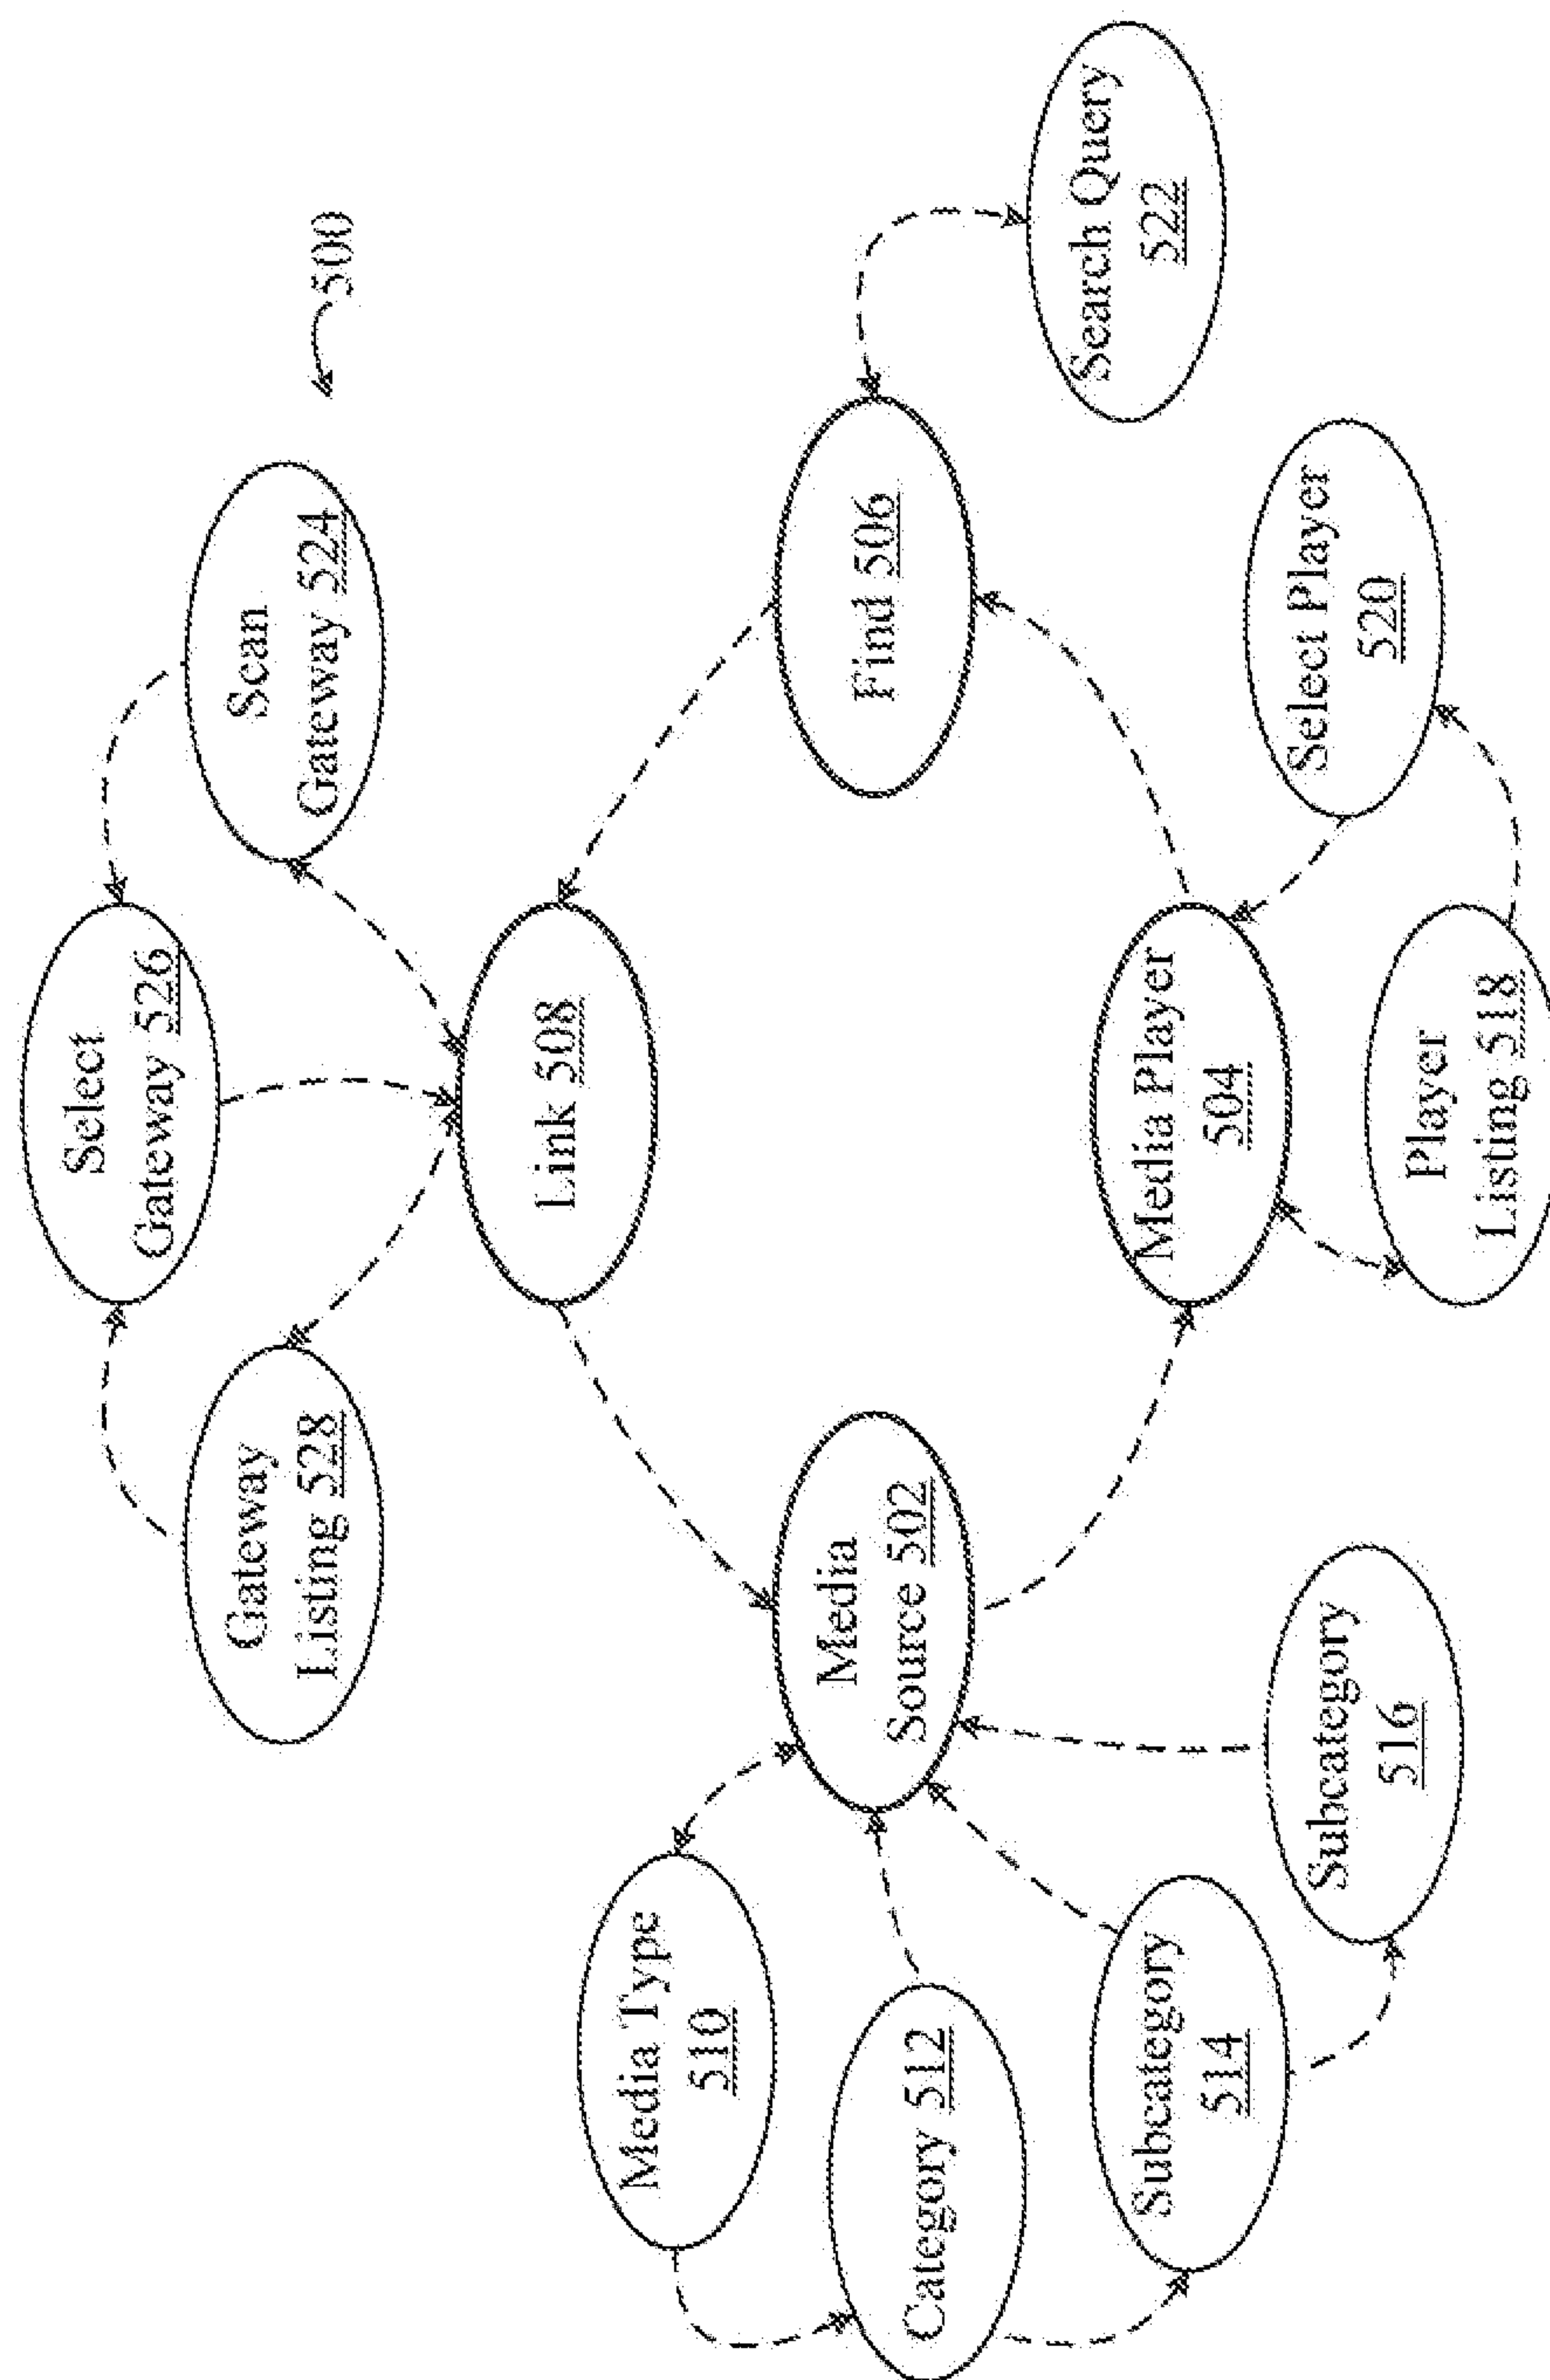 500
Select
Gateway 526
Scan
Gateway 524
Gateway
Listing 528
Link 508
Media Type
510
Media
Source 502
Find 506
Category 512
Subcategory
514
Subcategory
516
Media Player
504
Search Query
522
Select Player
520
Player
Listing 518